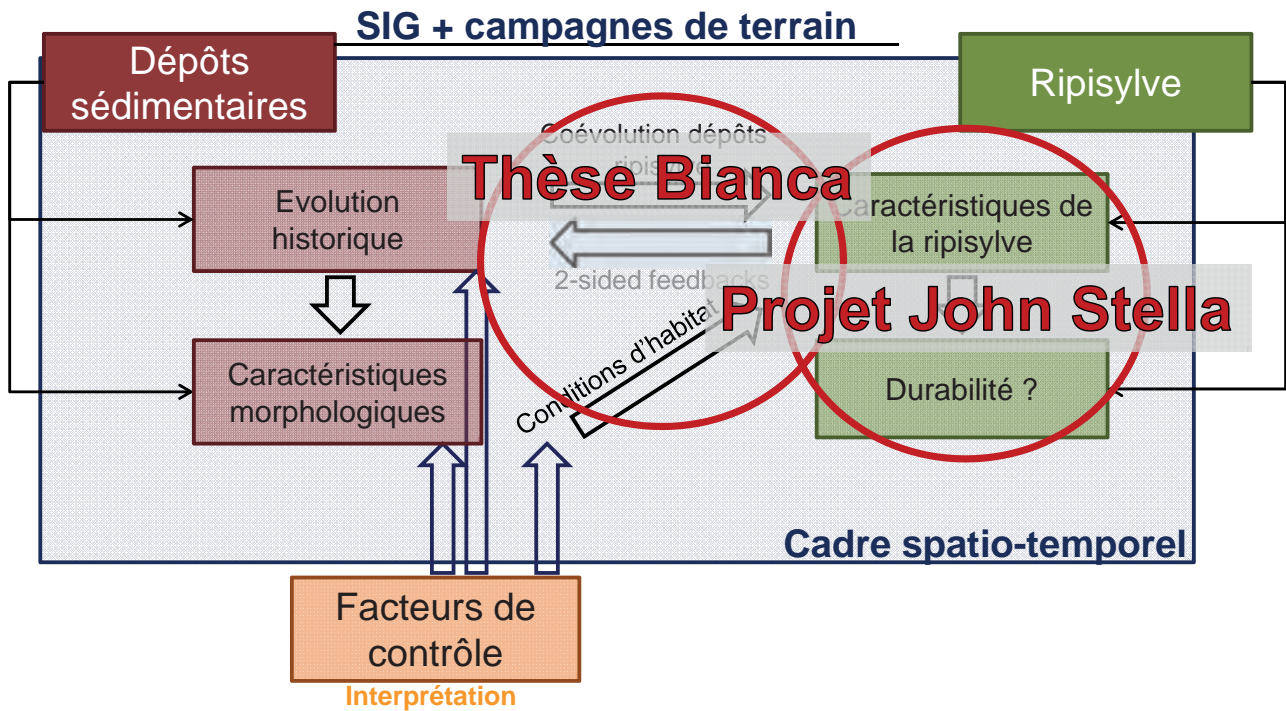 SIG + campagnes de terrain
Dépôts
sédimentaires
Ripisylve
Coévolution dépôts
ripisylve
Thèse Bianca
Evolution
historique
Caractéristiques de
la ripisylve
2-sided feedbacks
Projet John Stella
Conditions d’habitat
Caractéristiques
morphologiques
Durabilité ?
Cadre spatio-temporel
Facteurs de
contrôle
Interprétation